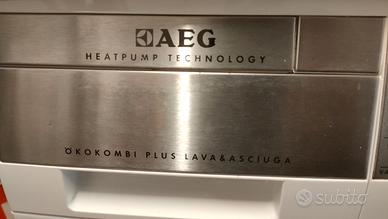 AEG
HEATPUMP TECHNOLOGY
ÖKOKOMBI PLUS LAVA&ASCIUGA
subito